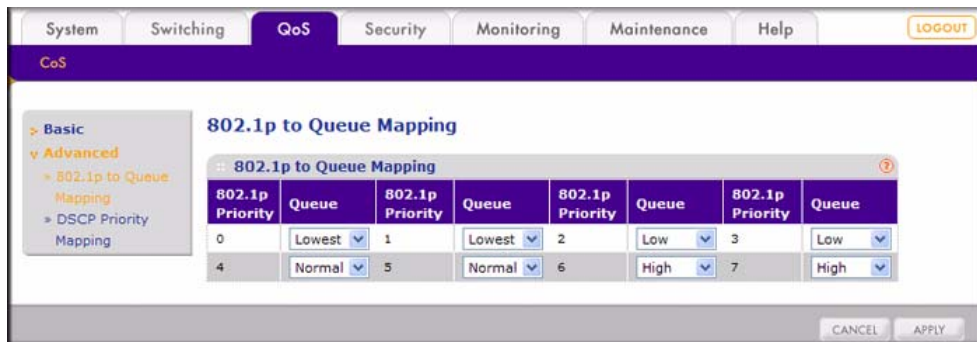 System Switching QoS Security Monitoring Maintenance Help LOGOUT
CoS
Basic
Advanced
» 802.1p to Queue
Mapping
» DSCP Priority
Mapping
802.1p to Queue Mapping
802.1p to Queue Mapping ?
802.1p Priority Queue 802.1p Priority Queue 802.1p Priority Queue 802.1p Priority Queue
0 Lowest 1 Lowest 2 Low 3 Low
4 Normal 5 Normal 6 High 7 High
CANCEL APPLY